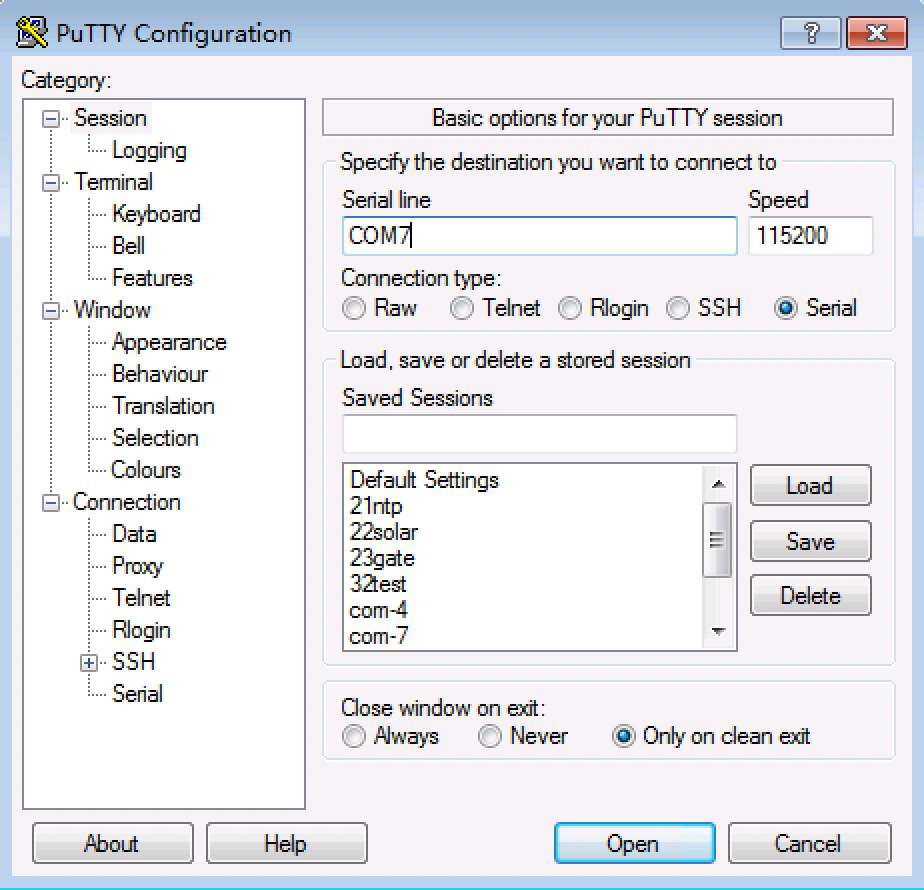 PuTTY Configuration
?
X
Category:
Session
Logging
Terminal
Keyboard
Bell
Features
Window
Appearance
Behaviour
Translation
Selection
Colours
Connection
Data
Proxy
Telnet
Rlogin
SSH
Serial
Basic options for your PuTTY session
Specify the destination you want to connect to
Serial line Speed
COM7 115200
Connection type:
Raw Telnet Rlogin SSH Serial
Load, save or delete a stored session
Saved Sessions
Default Settings
21ntp
22solar
23gate
32test
com-4
com-7
Load
Save
Delete
Close window on exit:
Always Never Only on clean exit
About Help Open Cancel